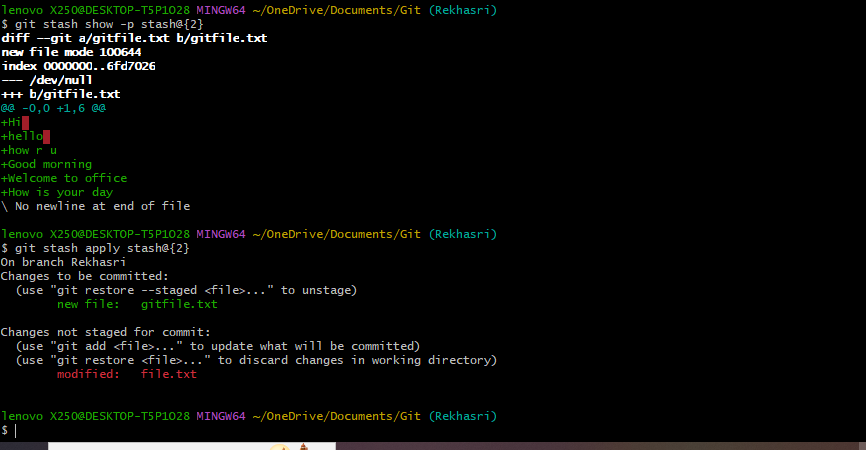 lenovo X250@DESKTOP-T5P1028 MINGW64 ~/OneDrive/Documents/Git (Rekhasri)
$ git stash show -p stash@{2}
diff --git a/gitfile.txt b/gitfile.txt
new file mode 100644
index 0000000..6fd7026
--- /dev/null
+++ b/gitfile.txt
@@ -0,0 +1,6 @@
+Hi
+hello
+how r u
+Good morning
+Welcome to office
+How is your day
\ No newline at end of file
lenovo X250@DESKTOP-T5P1028 MINGW64 ~/OneDrive/Documents/Git (Rekhasri)
$ git stash apply stash@{2}
On branch Rekhasri
Changes to be committed:
  (use "git restore --staged <file>..." to unstage)
        new file:   gitfile.txt
Changes not staged for commit:
  (use "git add <file>..." to update what will be committed)
  (use "git restore <file>..." to discard changes in working directory)
        modified:   file.txt
lenovo X250@DESKTOP-T5P1028 MINGW64 ~/OneDrive/Documents/Git (Rekhasri)
$